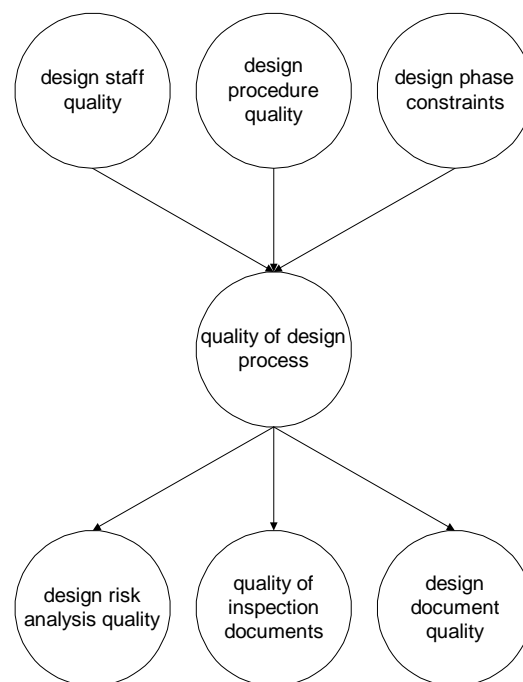 design staff
quality
design
procedure
quality
design phase
constraints
quality of design
process
design risk
analysis quality
quality of
inspection
documents
design
document
quality